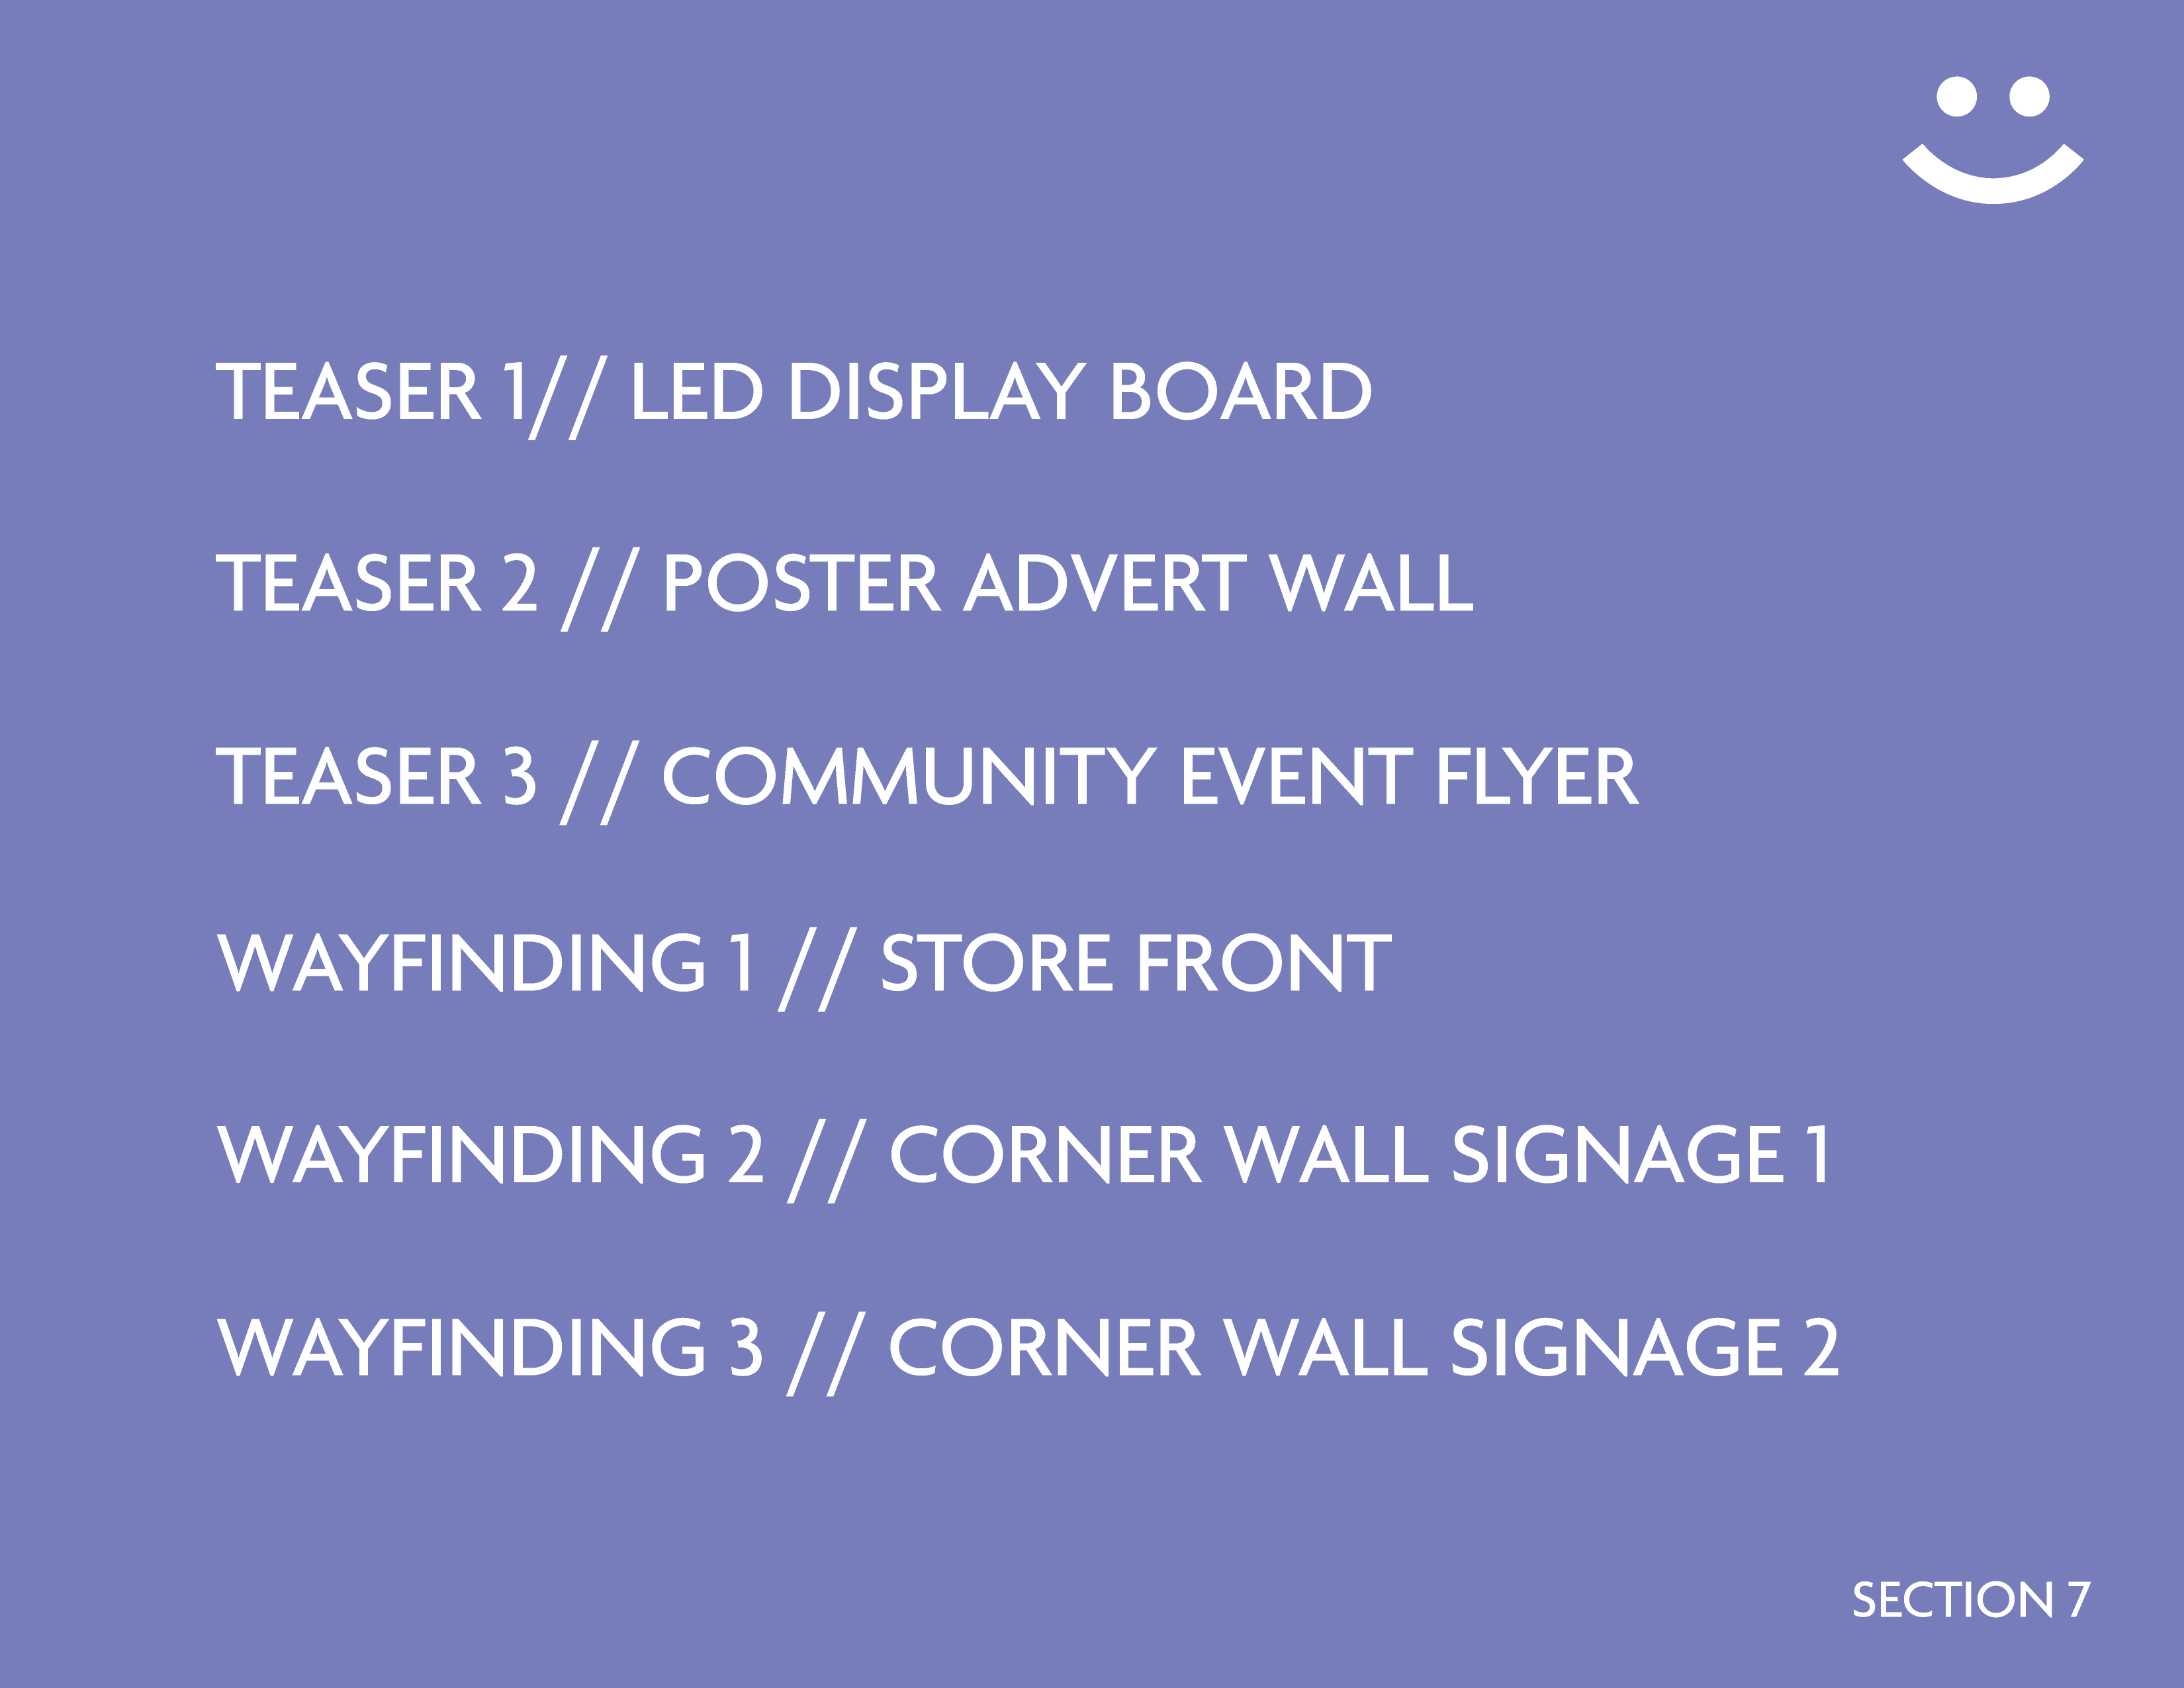 TEASER 1// LED DISPLAY BOARD
TEASER 2 // POSTER ADVERT WALL
TEASER 3 // COMMUNITY EVENT FLYER
WAYFINDING 1 // STORE FRONT
WAYFINDING 2 // CORNER WALL SIGNAGE 1
WAYFINDING 3 // CORNER WALL SIGNAGE 2
SECTION 7